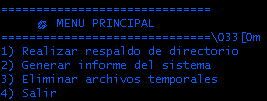 ==============================
MENU PRINCIPAL
==============================\033[0m
1) Realizar respaldo de directorio
2) Generar informe del sistema
3) Eliminar archivos temporales
4) Salir